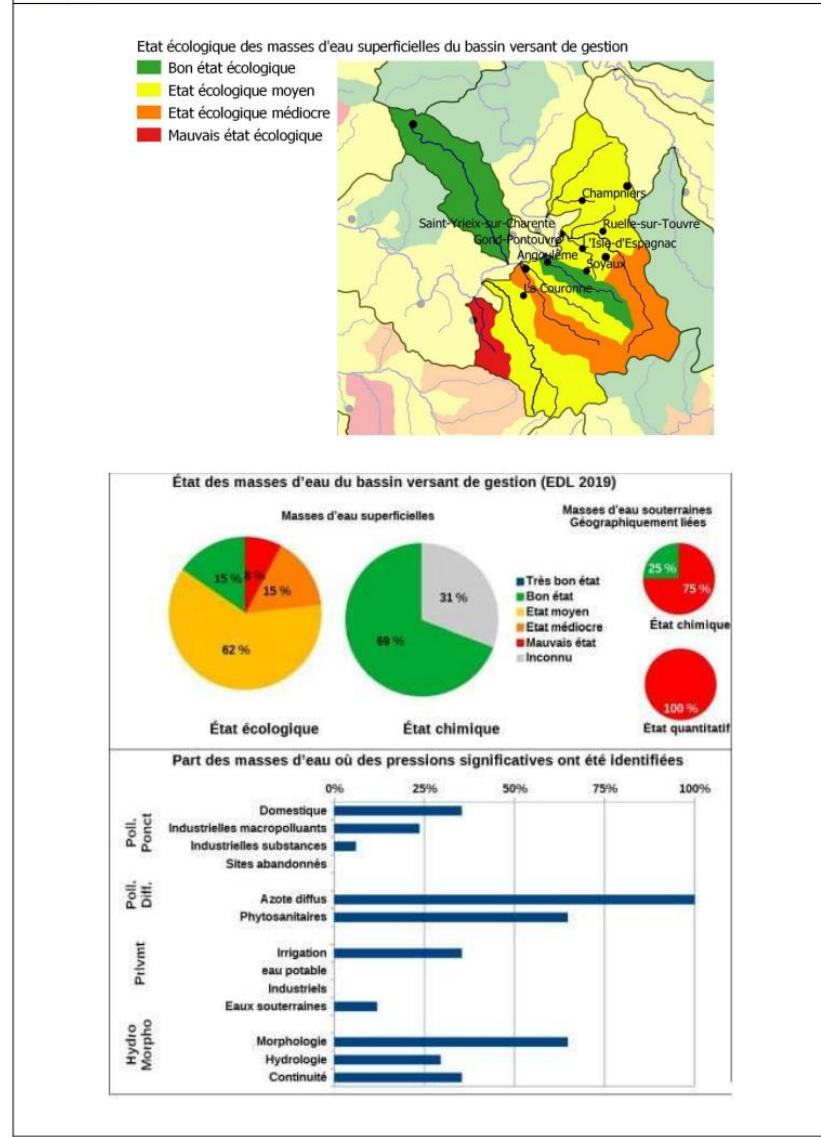 Etat écologique des masses d'eau superficielles du bassin versant de gestion
Bon état écologique
Etat écologique moyen
Etat écologique médiocre
Mauvais état écologique
Champniers
Saint-Yrieix-sur-Charente
Ruelle-sur-Touvre
Gond-Pontouvre
L'Isle-d'Espagnac
Angoulême
Soyaux
La Couronne
État des masses d'eau du bassin versant de gestion (EDL 2019)
Masses d'eau superficielles
Masses d'eau souterraines
Géographiquement liées
15 %
8 %
15 %
62 %
État écologique
31 %
69 %
État chimique
Très bon état
Bon état
Etat moyen
Etat médiocre
Mauvais état
Inconnu
25 %
75 %
État chimique
100 %
État quantitatif
Part des masses d'eau où des pressions significatives ont été identifiées
0% 25% 50% 75% 100%
Poll.
Ponct
Domestique
Industrielles macropolluants
Industrielles substances
Sites abandonnés
Poll.
Diff.
Azote diffus
Phytosanitaires
Prlvmt
Irrigation
eau potable
Industriels
Eaux souterraines
Hydro
Morpho
Morphologie
Hydrologie
Continuité